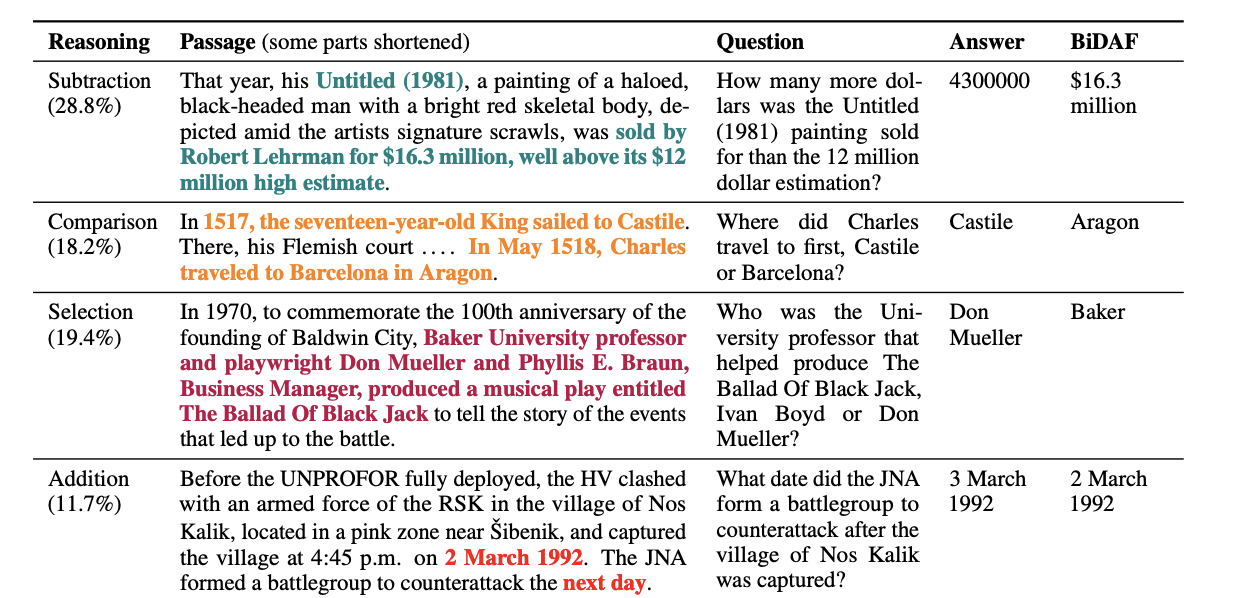 Reasoning Passage (some parts shortened) Question Answer BiDAF
Subtraction
(28.8%)
That year, his Untitled (1981), a painting of a haloed,
black-headed man with a bright red skeletal body, de-
picted amid the artists signature scrawls, was sold by
Robert Lehrman for $16.3 million, well above its $12
million high estimate.
How many more dol-
lars was the Untitled
(1981) painting sold
for than the 12 million
dollar estimation?
4300000
$16.3
million
Comparison
(18.2%)
In 1517, the seventeen-year-old King sailed to Castile.
There, his Flemish court .... In May 1518, Charles
traveled to Barcelona in Aragon.
Where did Charles
travel to first, Castile
or Barcelona?
Castile
Aragon
Selection
(19.4%)
In 1970, to commemorate the 100th anniversary of the
founding of Baldwin City, Baker University professor
and playwright Don Mueller and Phyllis E. Braun,
Business Manager, produced a musical play entitled
The Ballad Of Black Jack to tell the story of the events
that led up to the battle.
Who was the Uni-
versity professor that
helped produce The
Ballad Of Black Jack,
Ivan Boyd or Don
Mueller?
Don
Mueller
Baker
Addition
(11.7%)
Before the UNPROFOR fully deployed, the HV clashed
with an armed force of the RSK in the village of Nos
Kalik, located in a pink zone near Šibenik, and captured
the village at 4:45 p.m. on 2 March 1992. The JNA
formed a battlegroup to counterattack the next day.
What date did the JNA
form a battlegroup to
counterattack after the
village of Nos Kalik
was captured?
3 March
1992
2 March
1992